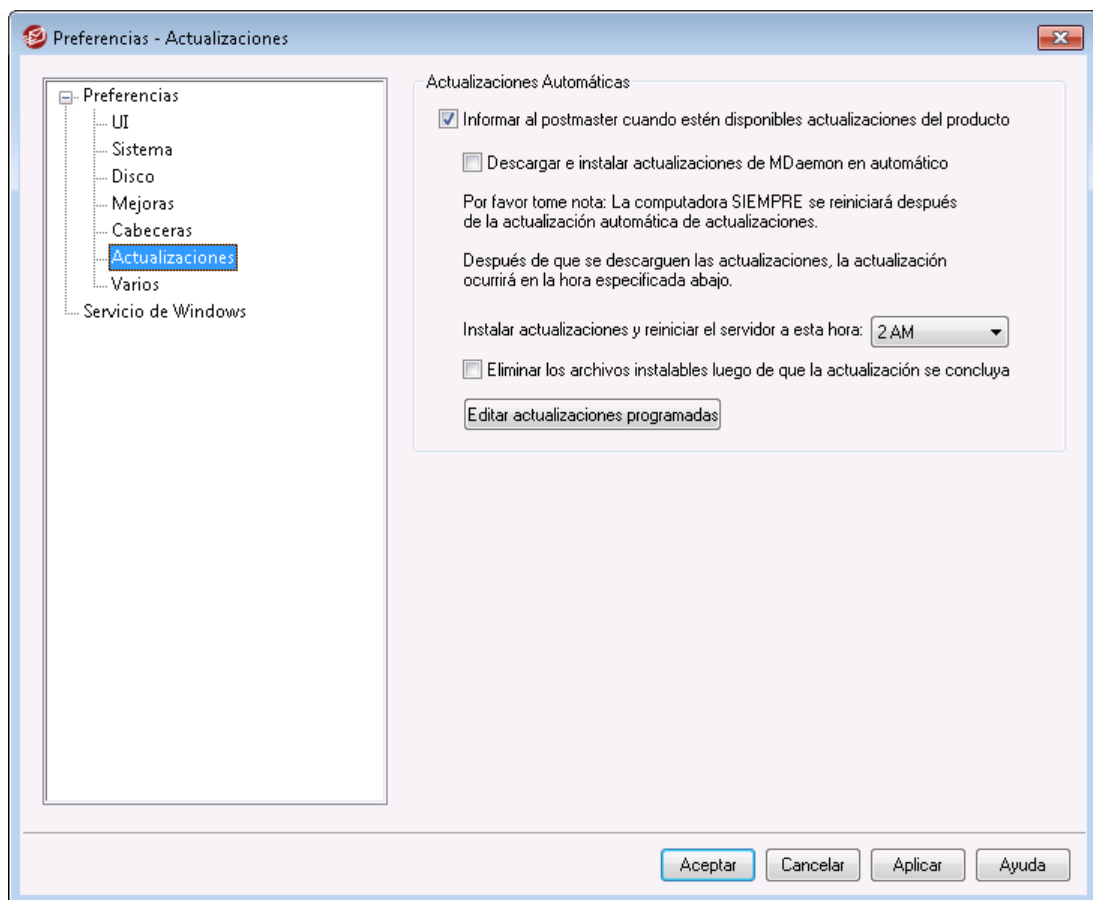 Preferencias - Actualizaciones
Preferencias
UI
Sistema
Disco
Mejoras
Cabeceras
Actualizaciones
Varios
Servicio de Windows
Actualizaciones Automáticas
Informar al postmaster cuando estén disponibles actualizaciones del producto
Descargar e instalar actualizaciones de MDaemon en automático
Por favor tome nota: La computadora SIEMPRE se reiniciará después
de la actualización automática de actualizaciones.
Después de que se descarguen las actualizaciones, la actualización
ocurrirá en la hora especificada abajo.
Instalar actualizaciones y reiniciar el servidor a esta hora: 2 AM
Eliminar los archivos instalables luego de que la actualización se concluya
Editar actualizaciones programadas
Aceptar Cancelar Aplicar Ayuda